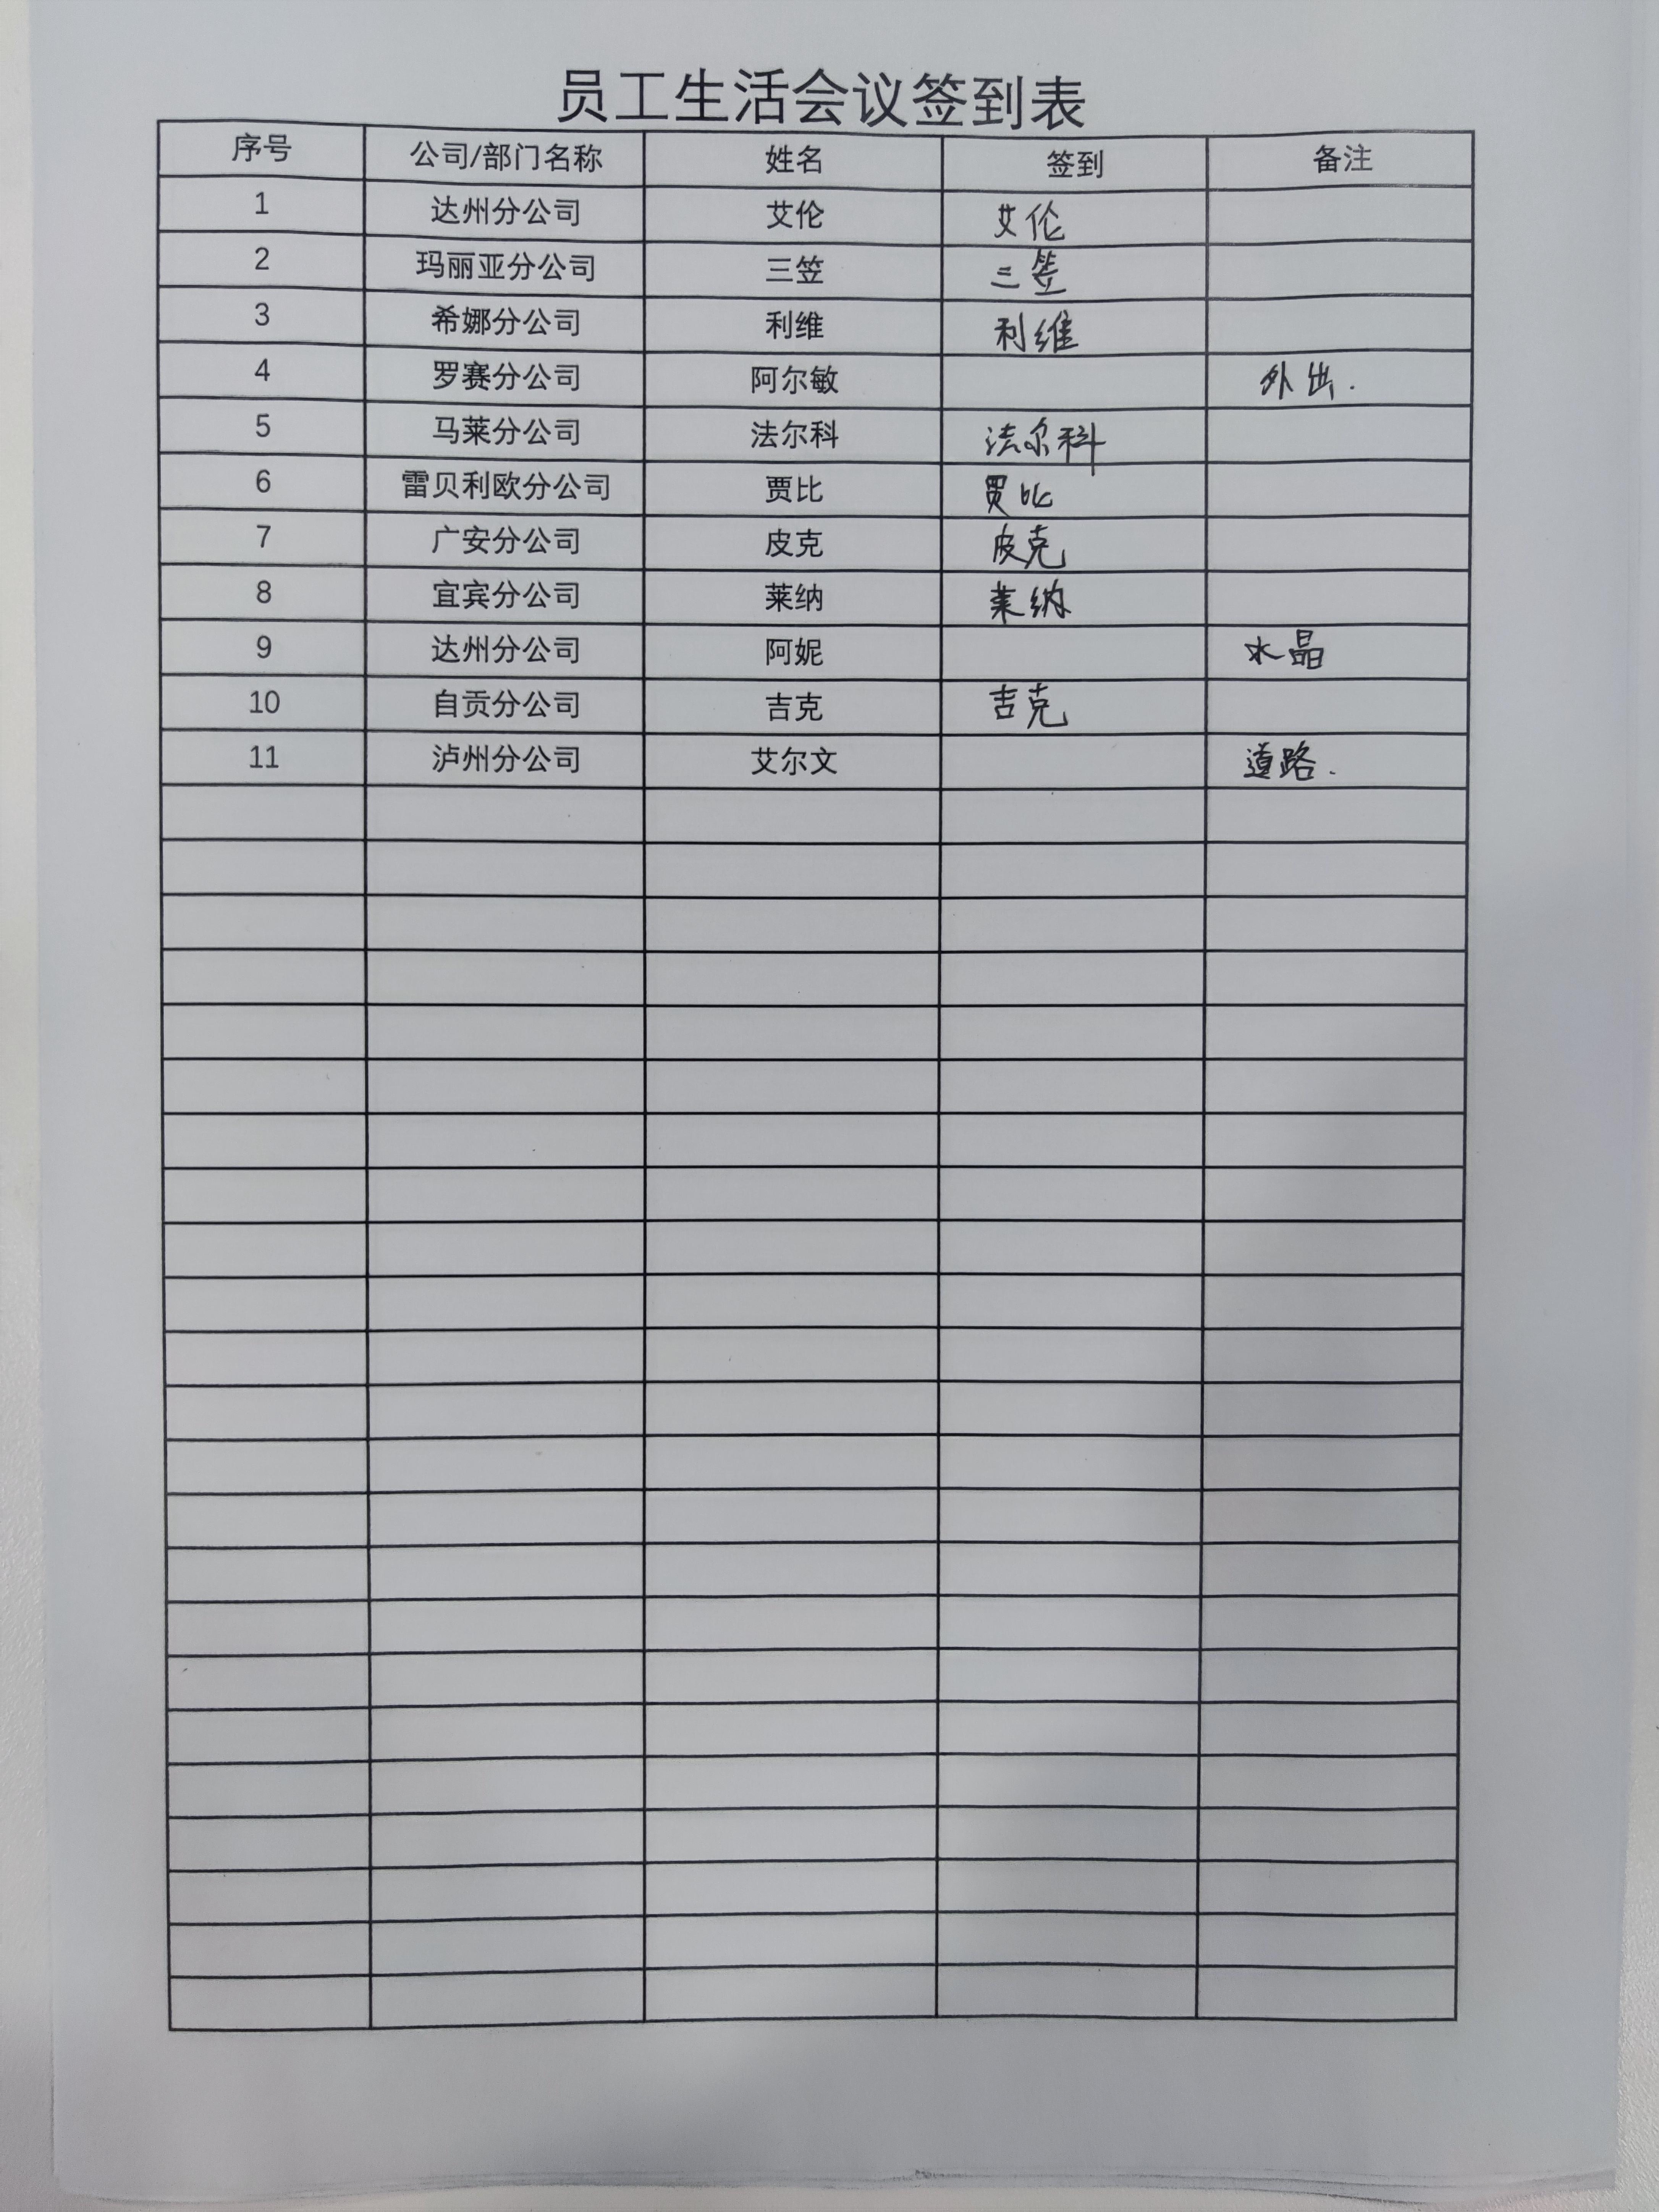 员工生活会议签到表
序号 公司/部门名称 姓名 签到 备注
1 达州分公司 艾伦 艾伦
2 玛丽亚分公司 三笠 三笠
3 希娜分公司 利维 利维
4 罗赛分公司 阿尔敏 外出.
5 马莱分公司 法尔科 法尔科
6 雷贝利欧分公司 贾比 贾比
7 广安分公司 皮克 皮克
8 宜宾分公司 莱纳 莱纳
9 达州分公司 阿妮 水晶
10 自贡分公司 吉克 吉克
11 泸州分公司 艾尔文 道路.